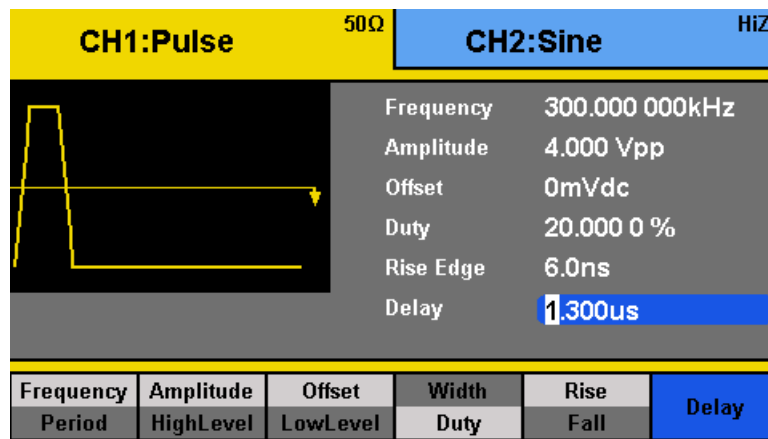 CH1:Pulse 50Ω CH2:Sine HiZ
Frequency 300.000 000kHz
Amplitude 4.000 Vpp
Offset 0mVdc
Duty 20.000 0 %
Rise Edge 6.0ns
Delay 1.300us
Frequency Amplitude Offset Width Rise Delay
Period HighLevel LowLevel Duty Fall